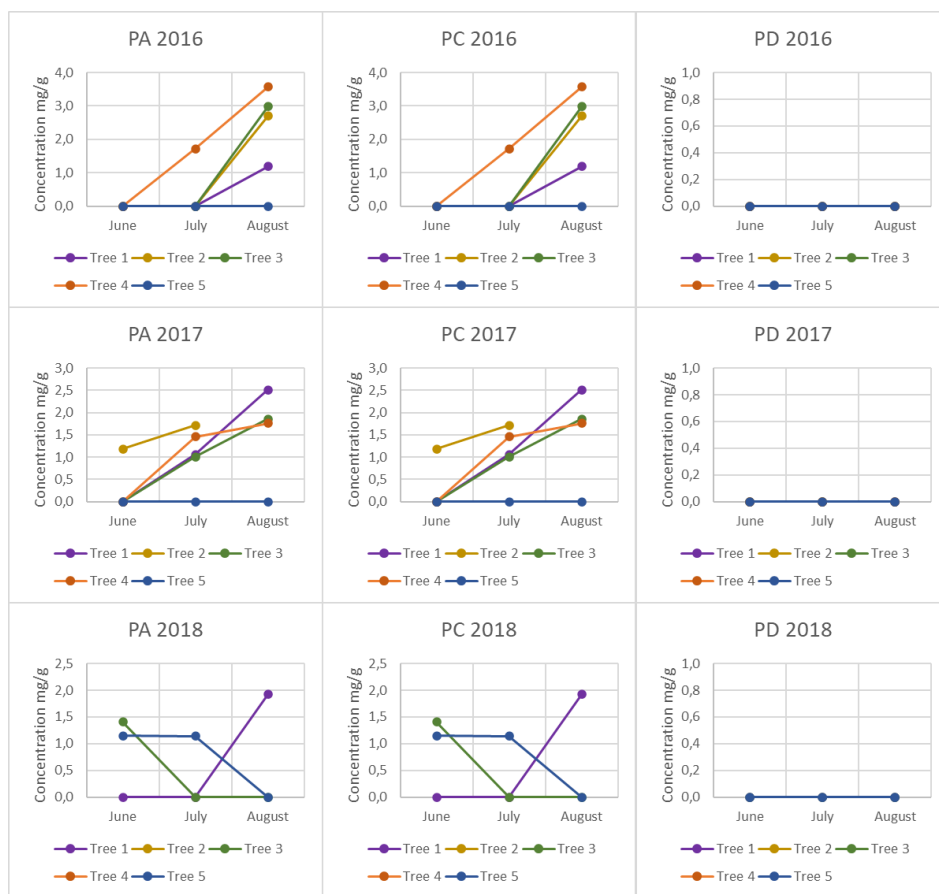 PA 2016
Concentration mg/g
4,0
3,0
2,0
1,0
0,0
June July August
Tree 1 Tree 2 Tree 3
Tree 4 Tree 5
PC 2016
Concentration mg/g
4,0
3,0
2,0
1,0
0,0
June July August
Tree 1 Tree 2 Tree 3
Tree 4 Tree 5
PD 2016
Concentration mg/g
1,0
0,8
0,6
0,4
0,2
0,0
June July August
Tree 1 Tree 2 Tree 3
Tree 4 Tree 5
PA 2017
Concentration mg/g
3,0
2,5
2,0
1,5
1,0
0,5
0,0
June July August
Tree 1 Tree 2 Tree 3
Tree 4 Tree 5
PC 2017
Concentration mg/g
3,0
2,5
2,0
1,5
1,0
0,5
0,0
June July August
Tree 1 Tree 2 Tree 3
Tree 4 Tree 5
PD 2017
Concentration mg/g
1,0
0,8
0,6
0,4
0,2
0,0
June July August
Tree 1 Tree 2 Tree 3
Tree 4 Tree 5
PA 2018
Concentration mg/g
2,5
2,0
1,5
1,0
0,5
0,0
June July August
Tree 1 Tree 2 Tree 3
Tree 4 Tree 5
PC 2018
Concentration mg/g
2,5
2,0
1,5
1,0
0,5
0,0
June July August
Tree 1 Tree 2 Tree 3
Tree 4 Tree 5
PD 2018
Concentration mg/g
1,0
0,8
0,6
0,4
0,2
0,0
June July August
Tree 1 Tree 2 Tree 3
Tree 4 Tree 5